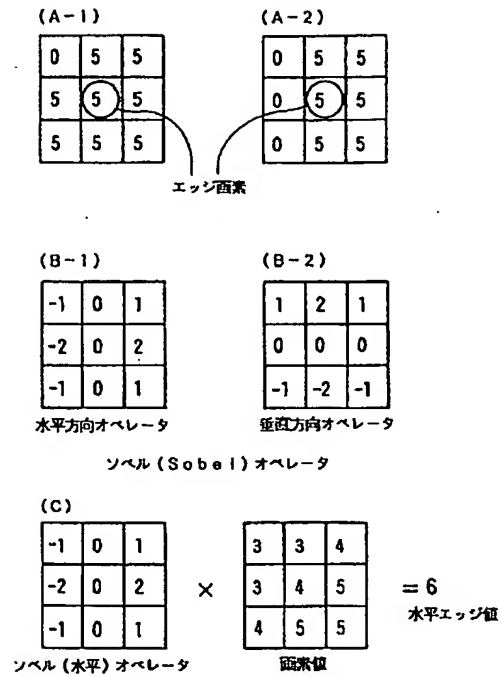 (A-1) (A-2)
0 5 5 0 5 5
5 5 5 0 5 5
5 5 5 0 5 5
エッジ画素
(B-1) (B-2)
-1 0 1 1 2 1
-2 0 2 0 0 0
-1 0 1 -1 -2 -1
水平方向オペレータ 垂直方向オペレータ
ソベル(Sobel)オペレータ
(C)
-1 0 1 3 3 4
-2 0 2 × 3 4 5 =6
-1 0 1 4 5 5 水平エッジ値
ソベル(水平)オペレータ 画素値